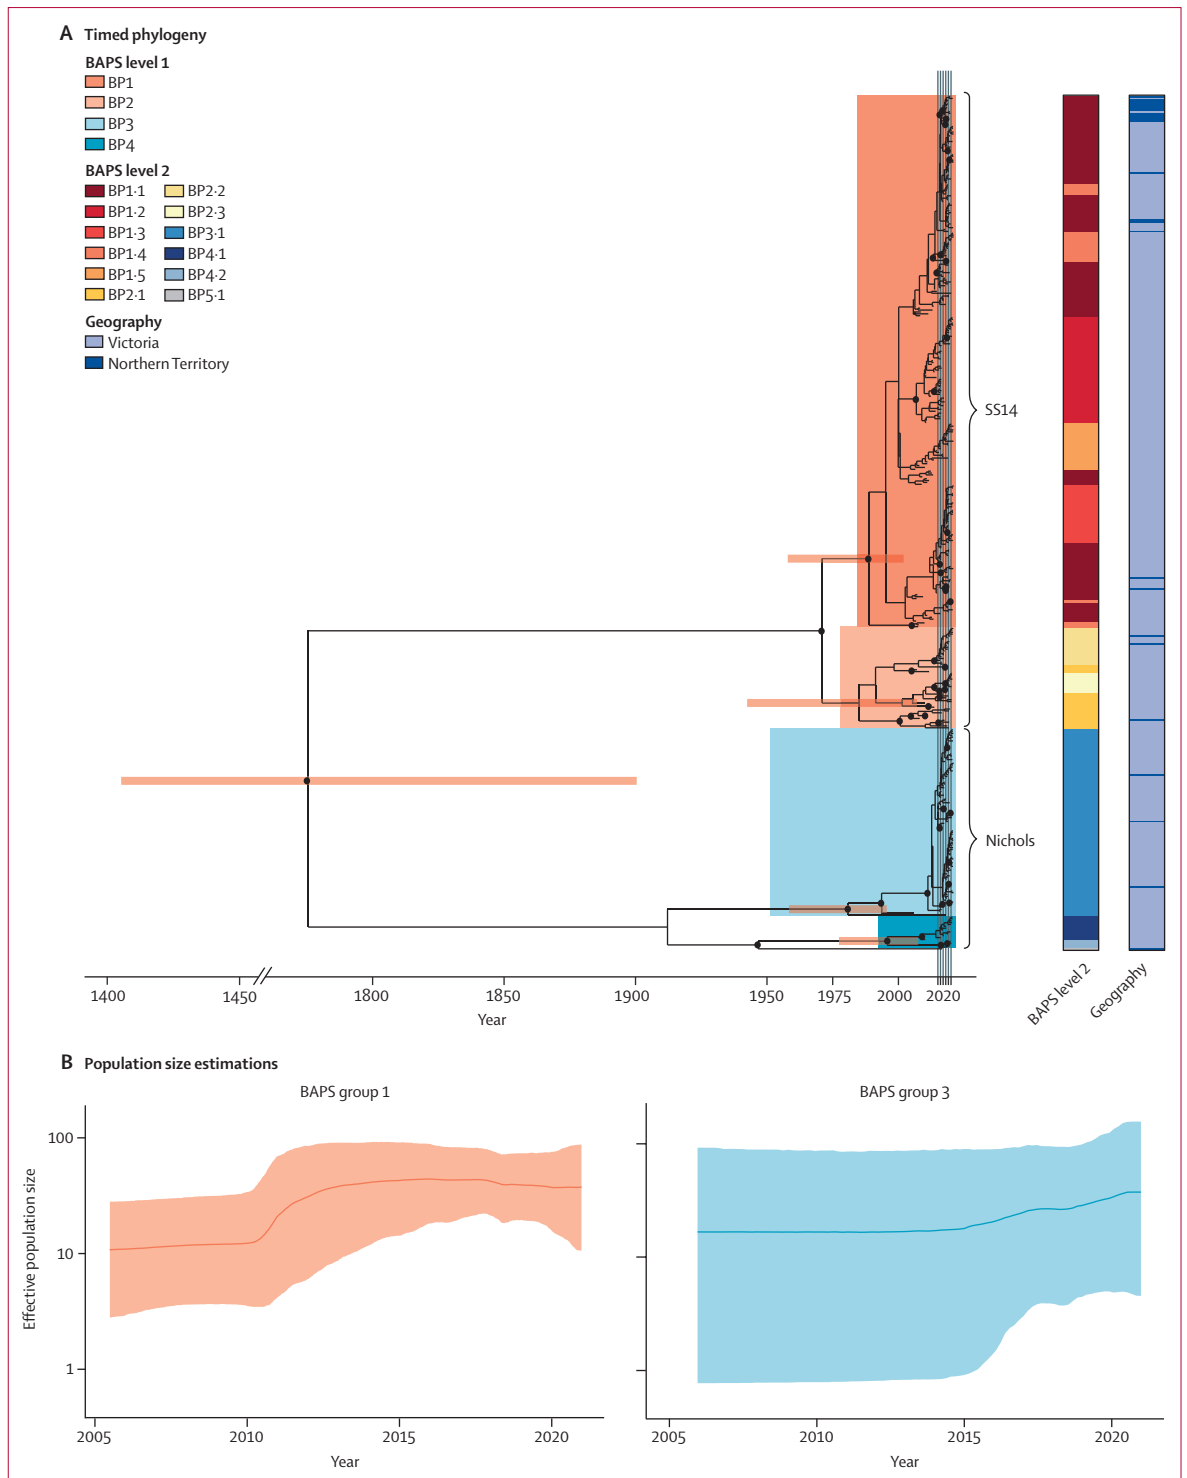 A Timed phylogeny
BAPS level 1
BP1
BP2
BP3
BP4
BAPS level 2
BP1·1
BP1·2
BP1·3
BP1·4
BP1·5
BP2·1
BP2·2
BP2·3
BP3·1
BP4·1
BP4·2
BP5·1
Geography
Victoria
Northern Territory
SS14
Nichols
1400 1450 1800 1850 1900 1950 1975 2000 2020
Year
BAPS level 2
Geography
B Population size estimations
BAPS group 1
Effective population size
100
10
1
2005 2010 2015 2020
Year
BAPS group 3
2005 2010 2015 2020
Year